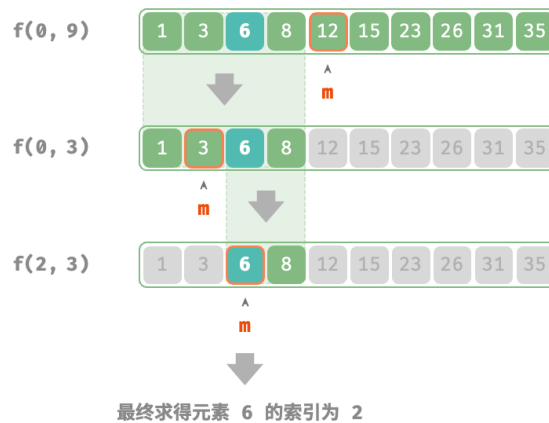 f(0, 9) 1 3 6 8 12 15 23 26 31 35
m
f(0, 3) 1 3 6 8 12 15 23 26 31 35
m
f(2, 3) 1 3 6 8 12 15 23 26 31 35
m
最终求得元素 6 的索引为 2